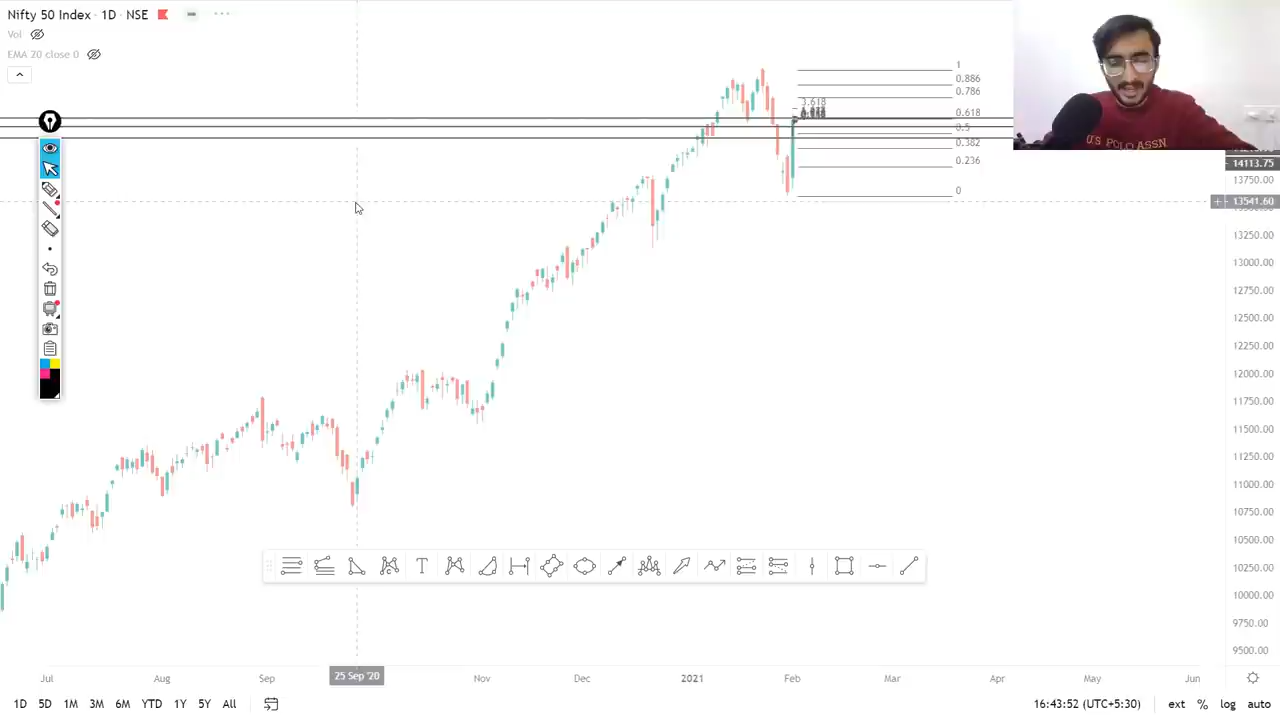 Nifty 50 Index · 1D · NSE
Vol
EMA 20 close 0
1
0.886
0.786
3.618
0.618
0.5
0.382
0.236
0
U S POLO ASSN
14113.75
13750.00
13541.60
13250.00
13000.00
12750.00
12500.00
12250.00
12000.00
11750.00
11500.00
11250.00
11000.00
10750.00
10500.00
10250.00
10000.00
9750.00
9500.00
T
Jul
Aug
Sep
25 Sep '20
Nov
Dec
2021
Feb
Mar
Apr
May
Jun
1D 5D 1M 3M 6M YTD 1Y 5Y All
16:43:52 (UTC+5:30) ext % log auto